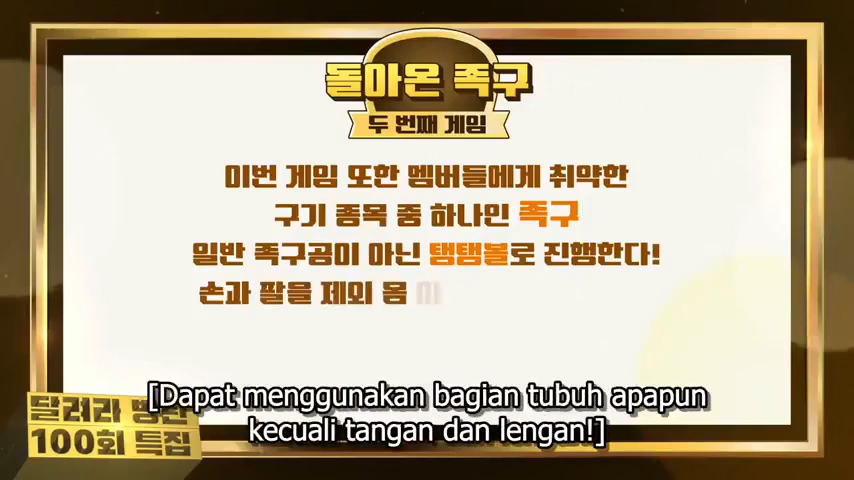 돌아온 족구
두 번째 게임
이번 게임 또한 멤버들에게 취약한
구기 종목 중 하나인 족구
일반 족구공이 아닌 탱탱볼로 진행한다!
손과 팔을 제외 몸
[Dapat menggunakan bagian tubuh apapun
kecuali tangan dan lengan!]
달려라
100회 특집